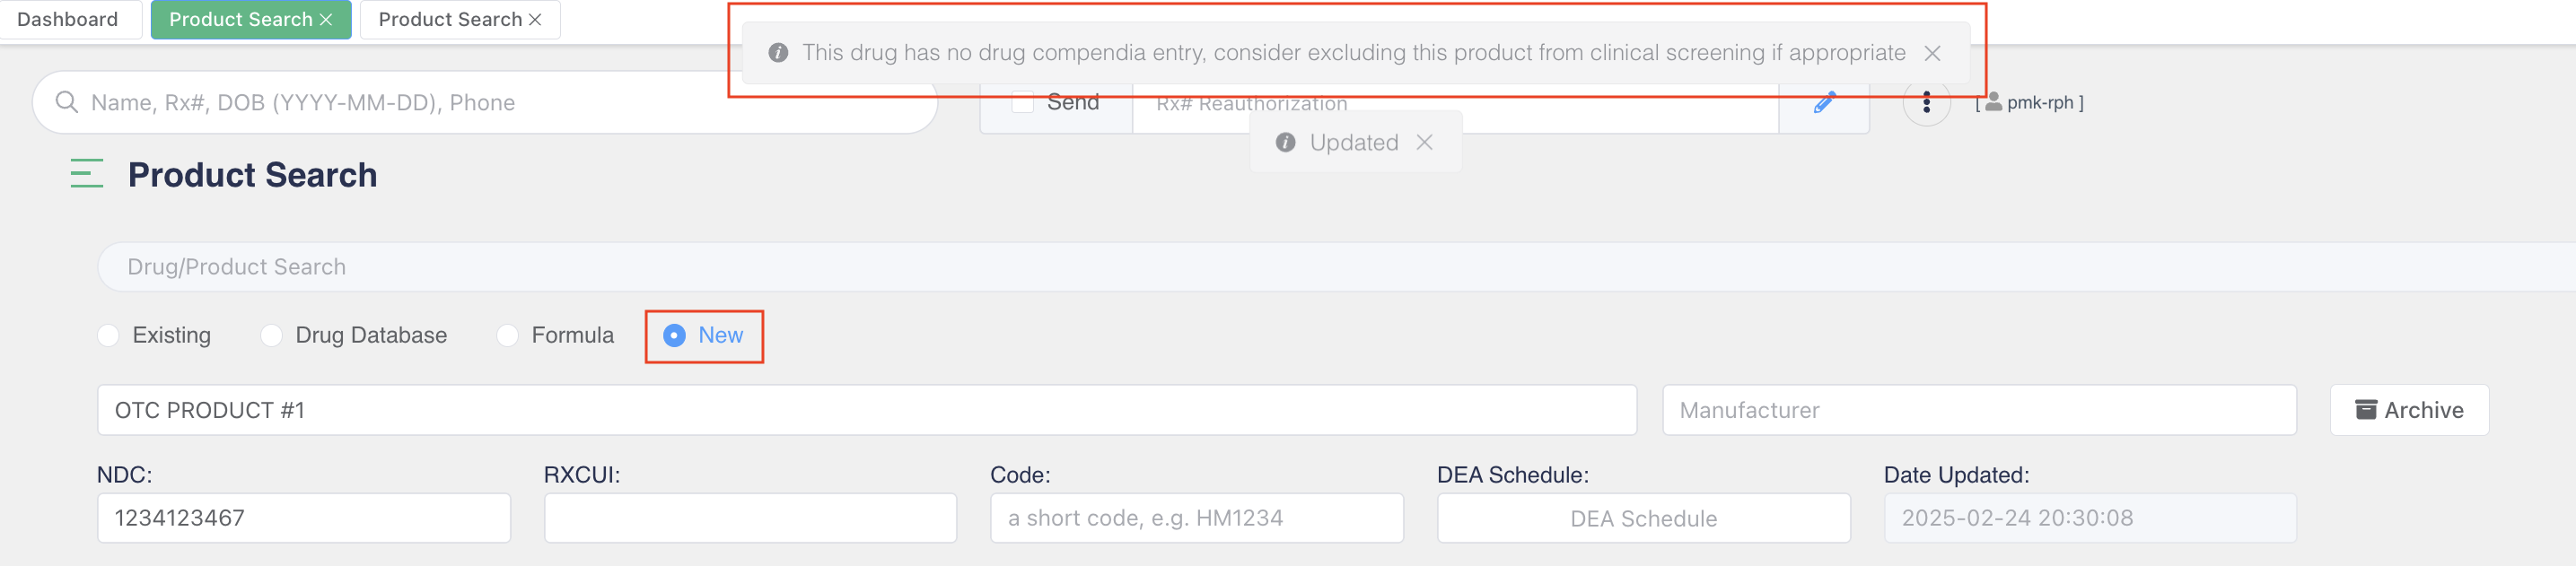 Dashboard
Product Search
Product Search
This drug has no drug compendia entry, consider excluding this product from clinical screening if appropriate
Name, Rx#, DOB (YYYY-MM-DD), Phone
Send
Rx# Reauthorization
[ pmk-rph ]
Updated
Product Search
Drug/Product Search
Existing
Drug Database
Formula
New
OTC PRODUCT #1
Manufacturer
Archive
NDC:
RXCUI:
Code:
DEA Schedule:
Date Updated:
1234123467
a short code, e.g. HM1234
DEA Schedule
2025-02-24 20:30:08